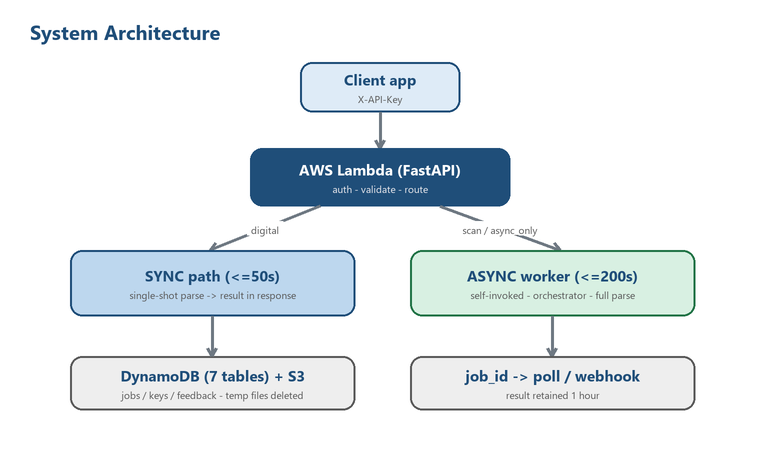 System Architecture
Client app
X-API-Key
AWS Lambda (FastAPI)
auth - validate - route
digital
scan / async only
SYNC path (<=50s)
single-shot parse -> result in response
ASYNC worker (<=200s)
self-invoked - orchestrator - full parse
DynamoDB (7 tables) + S3
jobs / keys / feedback - temp files deleted
job_id -> poll / webhook
result retained 1 hour